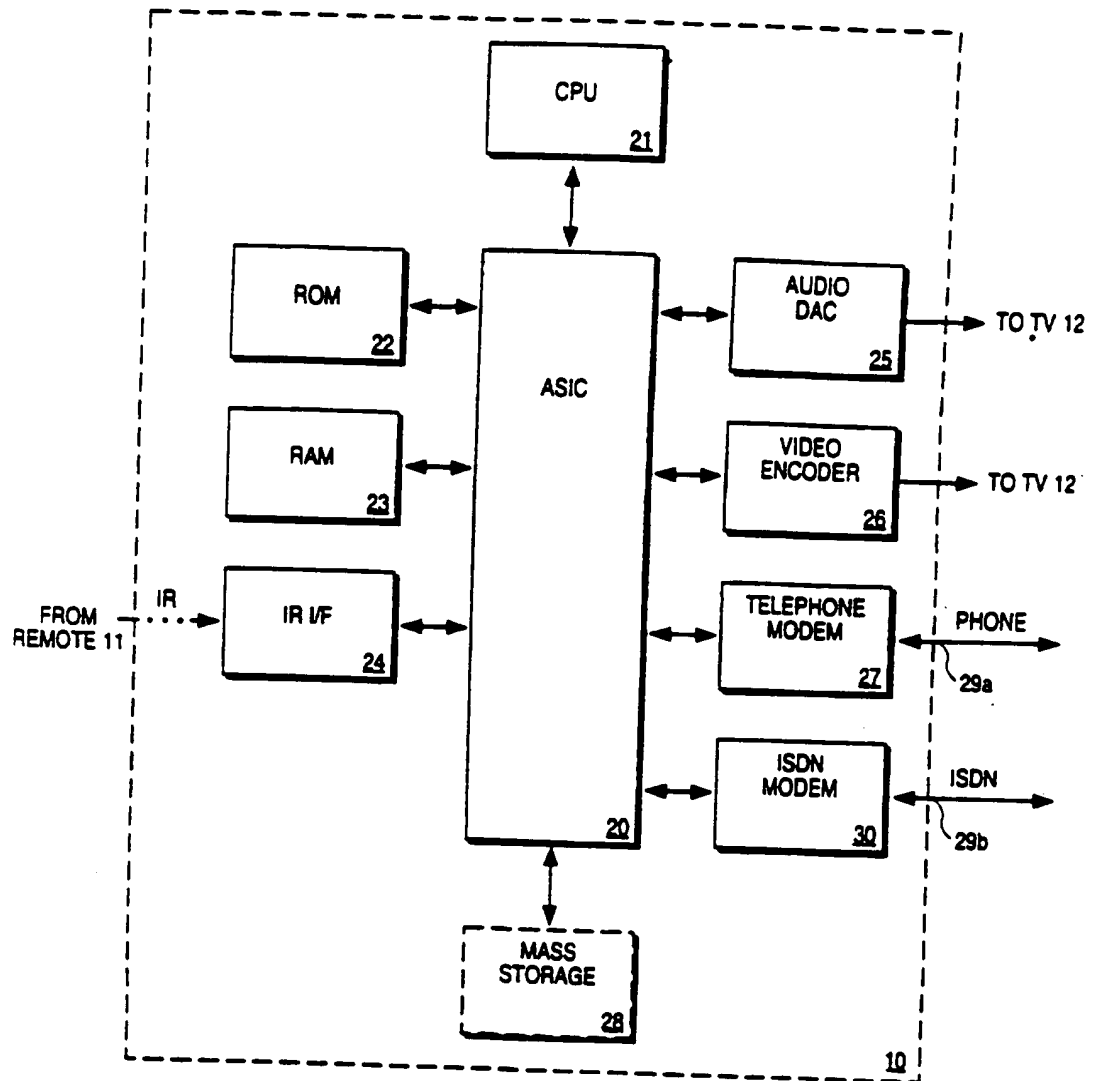 CPU
21
ROM
22
ASIC
20
AUDIO
DAC
25
TO TV 12
RAM
23
VIDEO
ENCODER
26
TO TV 12
FROM
REMOTE 11
IR
IR I/F
24
TELEPHONE
MODEM
27
PHONE
29a
ISDN
MODEM
30
ISDN
29b
MASS
STORAGE
28
10